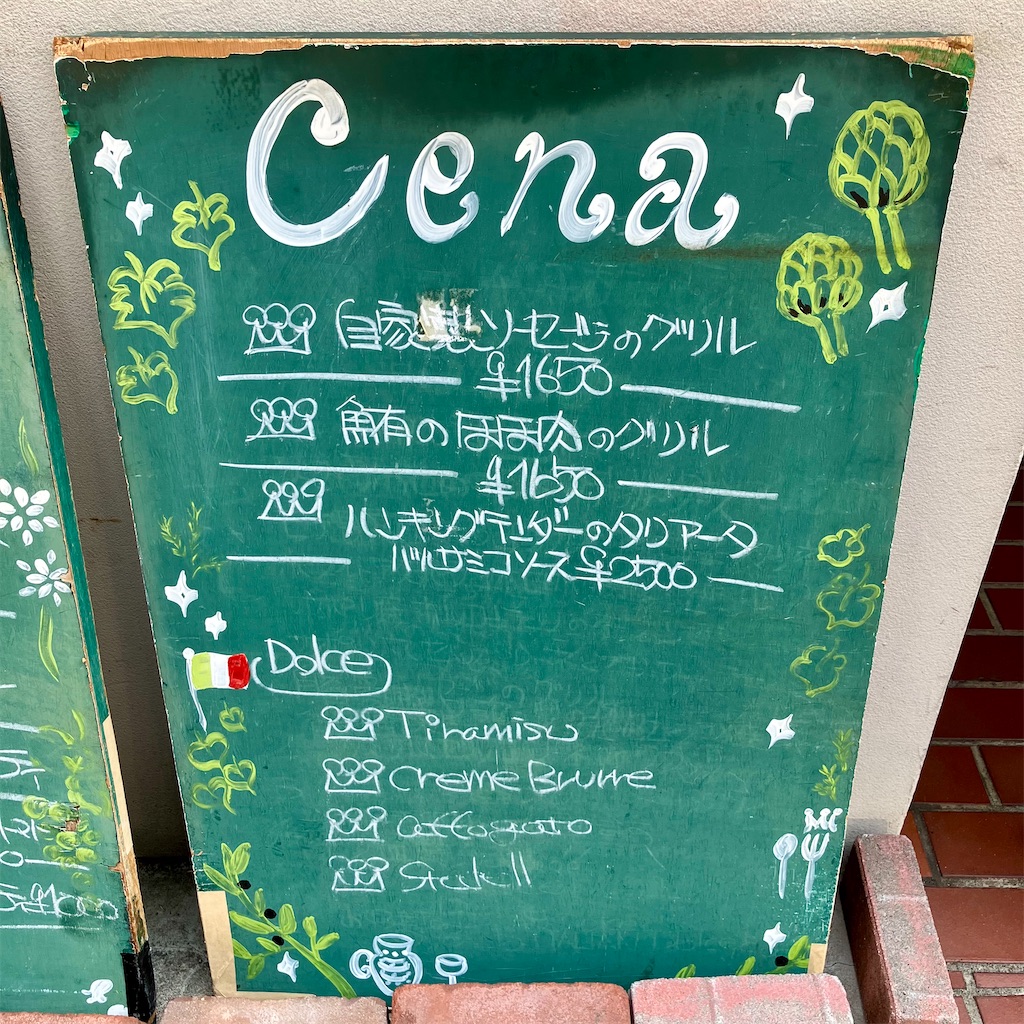 Cena
自家製ソーセージのグリル
¥1650
鮪のほほ肉のグリル
¥1650
ハンギングテンダーのタリアータ
バルサミコソース ¥2500
Dolce
Tiramisu
Creme Brurre
affogato